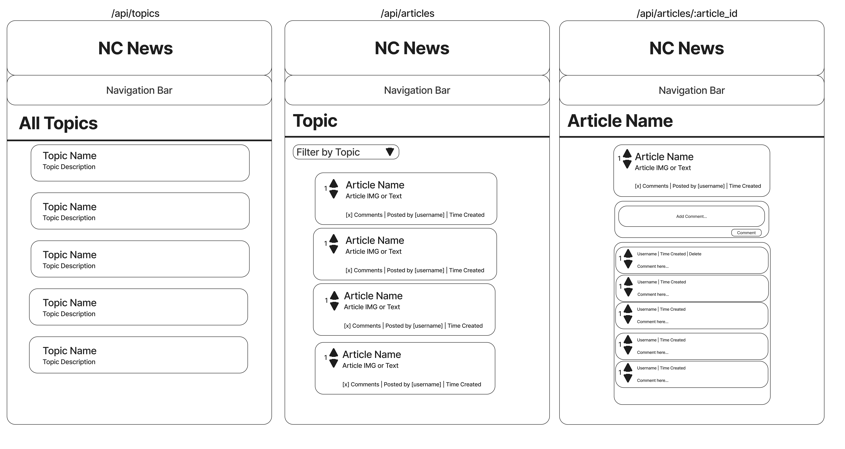 /api/topics
NC News
Navigation Bar
All Topics
Topic Name
Topic Description
Topic Name
Topic Description
Topic Name
Topic Description
Topic Name
Topic Description
Topic Name
Topic Description
/api/articles
NC News
Navigation Bar
Topic
Filter by Topic
1
Article Name
Article IMG or Text
[x] Comments | Posted by [username] | Time Created
1
Article Name
Article IMG or Text
[x] Comments | Posted by [username] | Time Created
1
Article Name
Article IMG or Text
[x] Comments | Posted by [username] | Time Created
1
Article Name
Article IMG or Text
[x] Comments | Posted by [username] | Time Created
/api/articles/:article_id
NC News
Navigation Bar
Article Name
1
Article Name
Article IMG or Text
[x] Comments | Posted by [username] | Time Created
Add Comment...
Comment
1
Username | Time Created | Delete
Comment here...
1
Username | Time Created
Comment here...
1
Username | Time Created
Comment here...
1
Username | Time Created
Comment here...
1
Username | Time Created
Comment here...